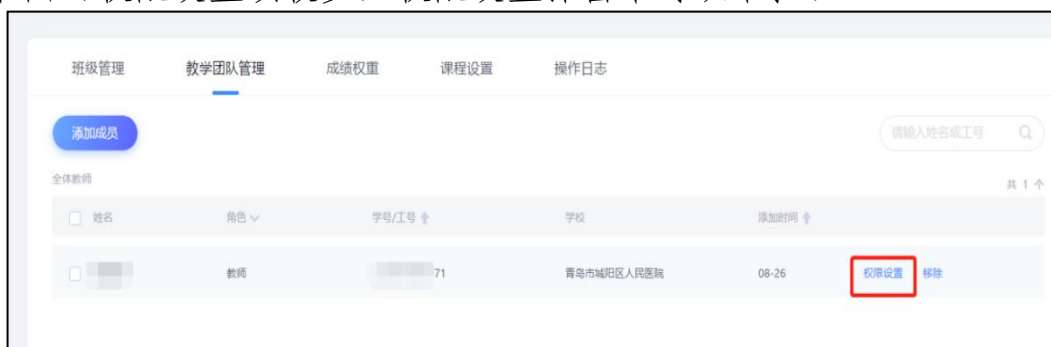 班级管理 教学团队管理 成绩权重 课程设置 操作日志
添加成员 请输入姓名或工号
全体教师 共 1 个
姓名 角色 学号/工号 学校 添加时间
教师 71 青岛市城阳区人民医院 08-26 权限设置 移除